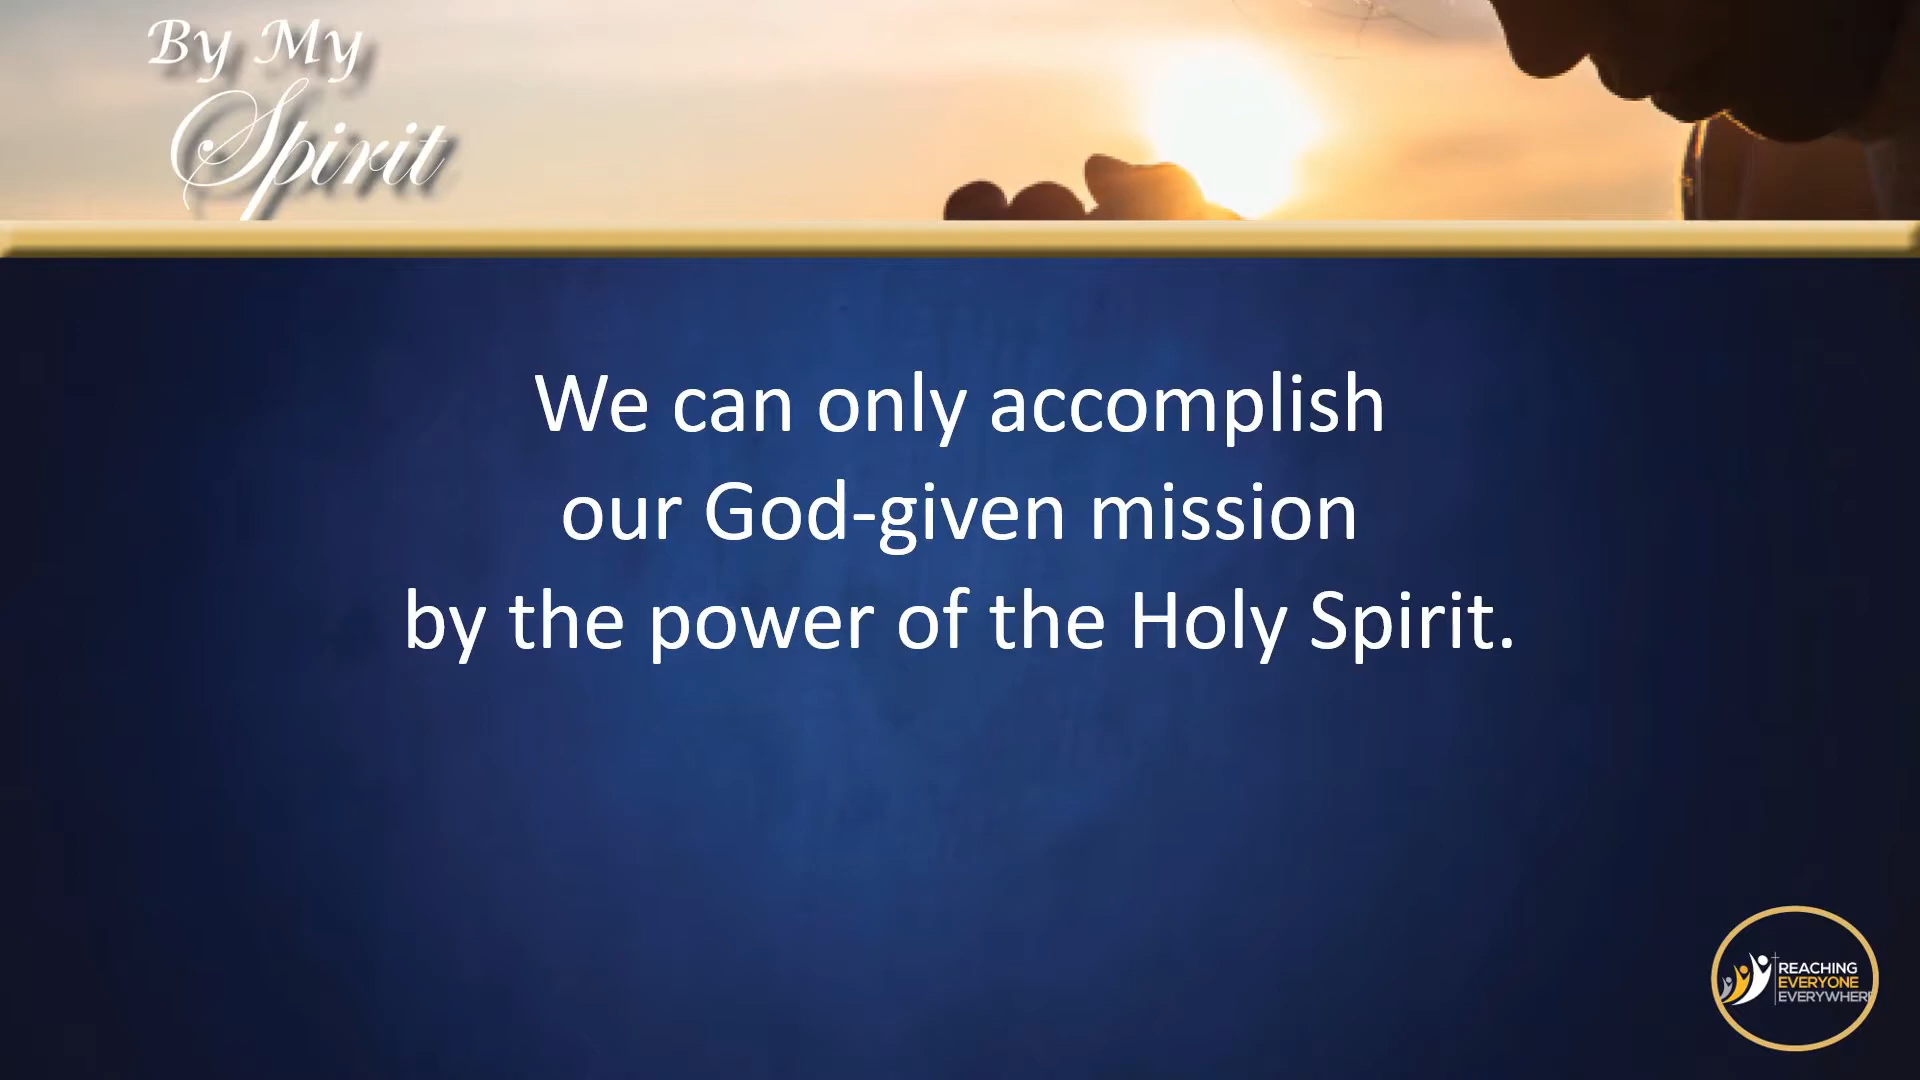 By My
Spirit
We can only accomplish
our God-given mission
by the power of the Holy Spirit.
REACHING
EVERYONE
EVERYWHERE